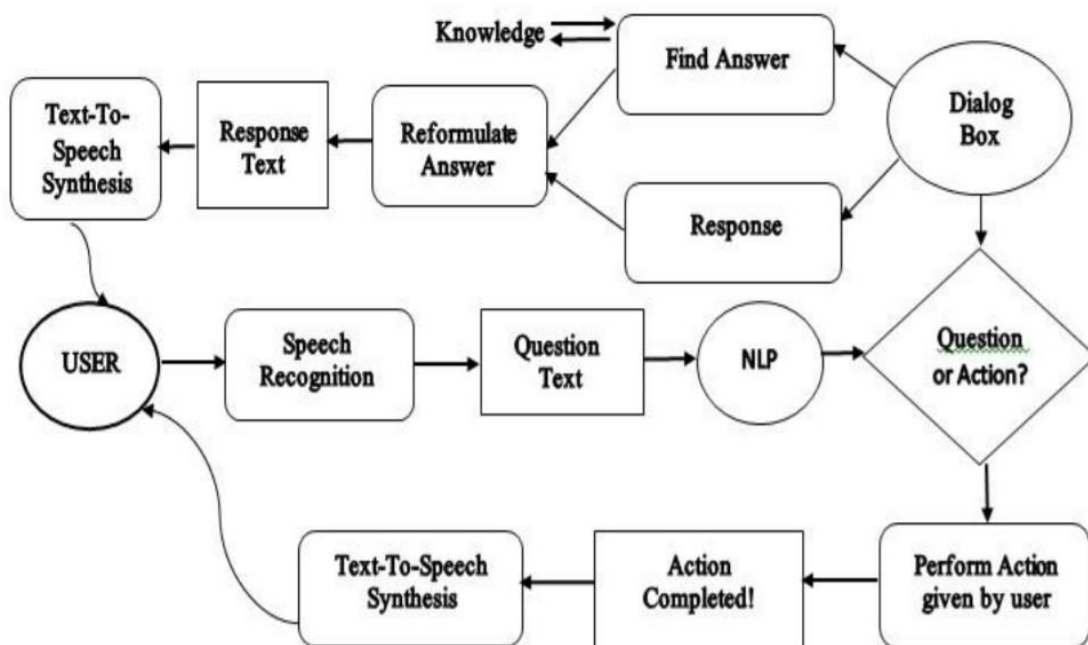 Knowledge
Find Answer
Dialog
Box
Text-To-
Speech
Synthesis
Response
Text
Reformulate
Answer
Response
USER
Speech
Recognition
Question
Text
NLP
Question
or Action?
Text-To-Speech
Synthesis
Action
Completed!
Perform Action
given by user